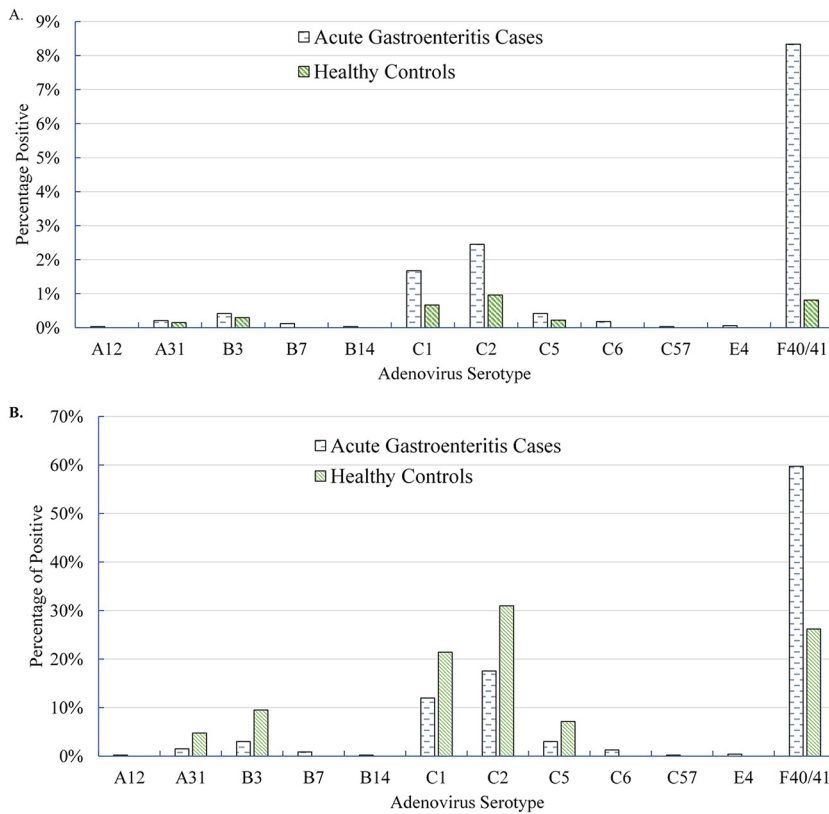 A.
9%
8%
7%
6%
5%
4%
3%
2%
1%
0%
Percentage Positive
Acute Gastroenteritis Cases
Healthy Controls
A12 A31 B3 B7 B14 C1 C2 C5 C6 C57 E4 F40/41
Adenovirus Serotype
B.
70%
60%
50%
40%
30%
20%
10%
0%
Percentage of Positive
Acute Gastroenteritis Cases
Healthy Controls
A12 A31 B3 B7 B14 C1 C2 C5 C6 C57 E4 F40/41
Adenovirus Serotype